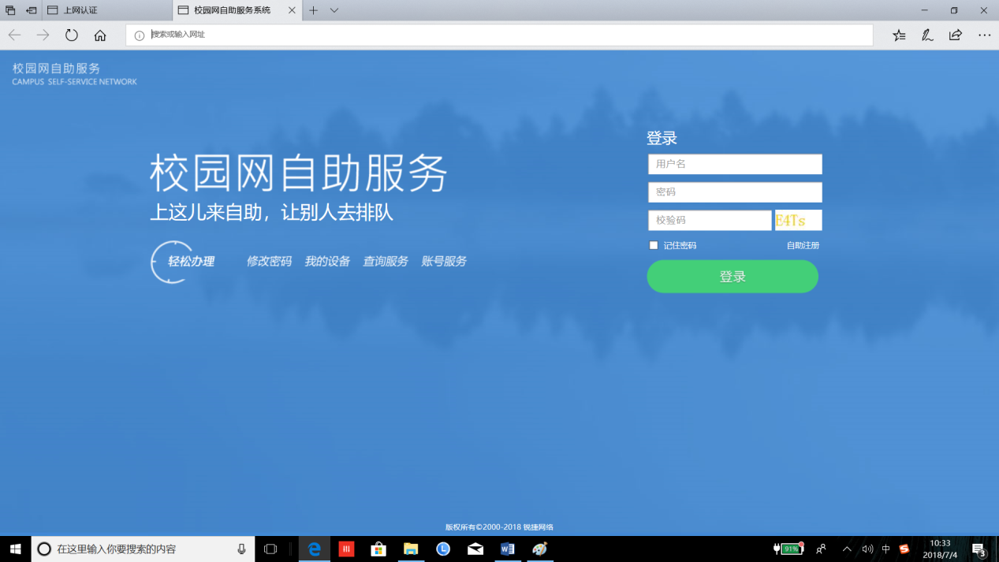 上网认证
校园网自助服务系统
搜索或输入网址
校园网自助服务
CAMPUS SELF-SERVICE NETWORK
校园网自助服务
上这儿来自助，让别人去排队
轻松办理 修改密码 我的设备 查询服务 账号服务
登录
用户名
密码
校验码 E4Ts
记住密码 自助注册
登录
版权所有©2000-2018 锐捷网络
在这里输入你要搜索的内容
91%
中
10:33
2018/7/4
3